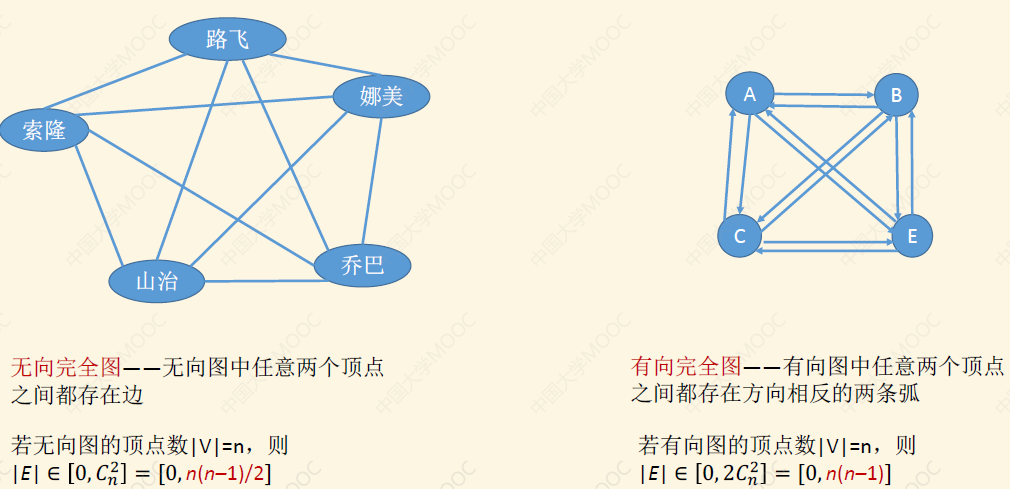 路飞
娜美
索隆
山治
乔巴
A
B
C
E
无向完全图——无向图中任意两个顶点
之间都存在边
若无向图的顶点数|V|=n，则
|E| ∈ [0, C_n^2] = [0, n(n–1)/2]
有向完全图——有向图中任意两个顶点
之间都存在方向相反的两条弧
若有向图的顶点数|V|=n，则
|E| ∈ [0, 2C_n^2] = [0, n(n–1)]
中国大学MOOC